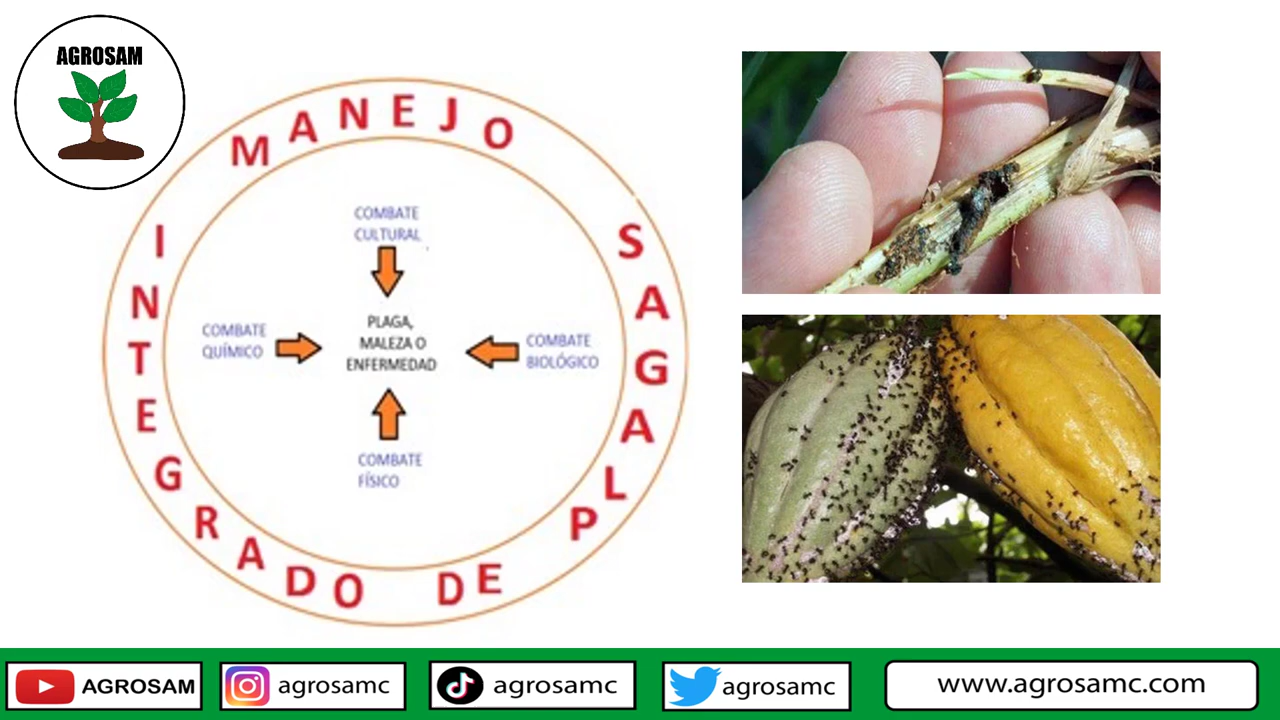 AGROSAM
MANEJO
INTEGRADO DE
PLAGAS
COMBATE
CULTURAL
COMBATE
QUÍMICO
PLAGA,
MALEZA O
ENFERMEDAD
COMBATE
BIOLÓGICO
COMBATE
FÍSICO
AGROSAM
agrosamc
agrosamc
agrosamc
www.agrosamc.com